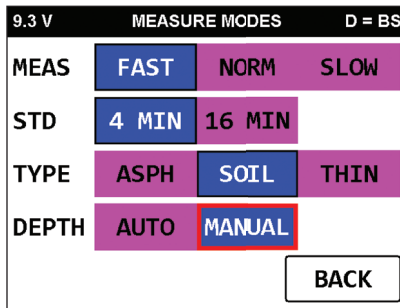 9.3 V MEASURE MODES D = BS
MEAS FAST NORM SLOW
STD 4 MIN 16 MIN
TYPE ASPH SOIL THIN
DEPTH AUTO MANUAL
BACK